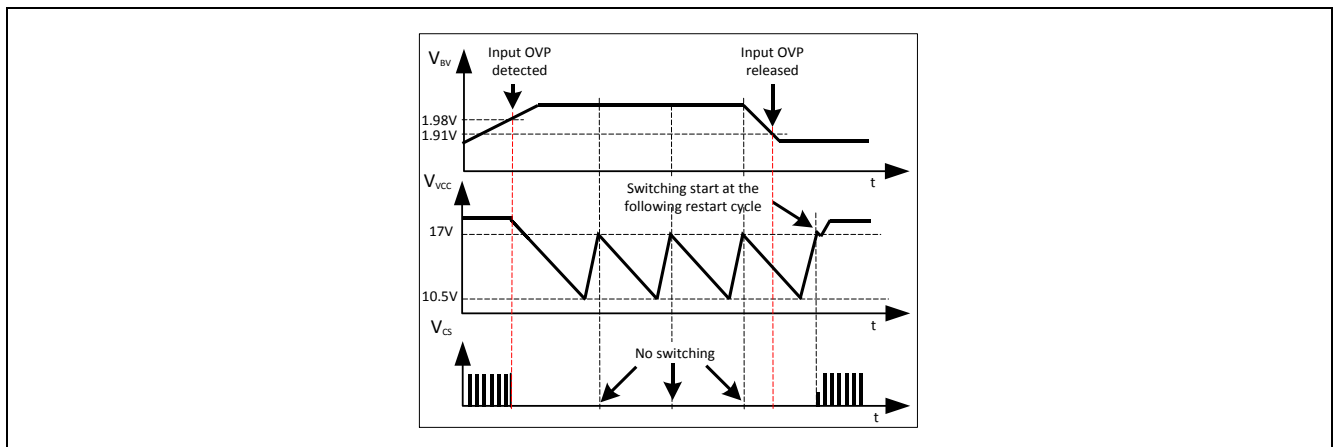 V_BV
Input OVP
detected
Input OVP
released
1.98V
1.91V
t
V_VCC
Switching start at the
following restart cycle
17V
10.5V
t
V_CS
No switching
t